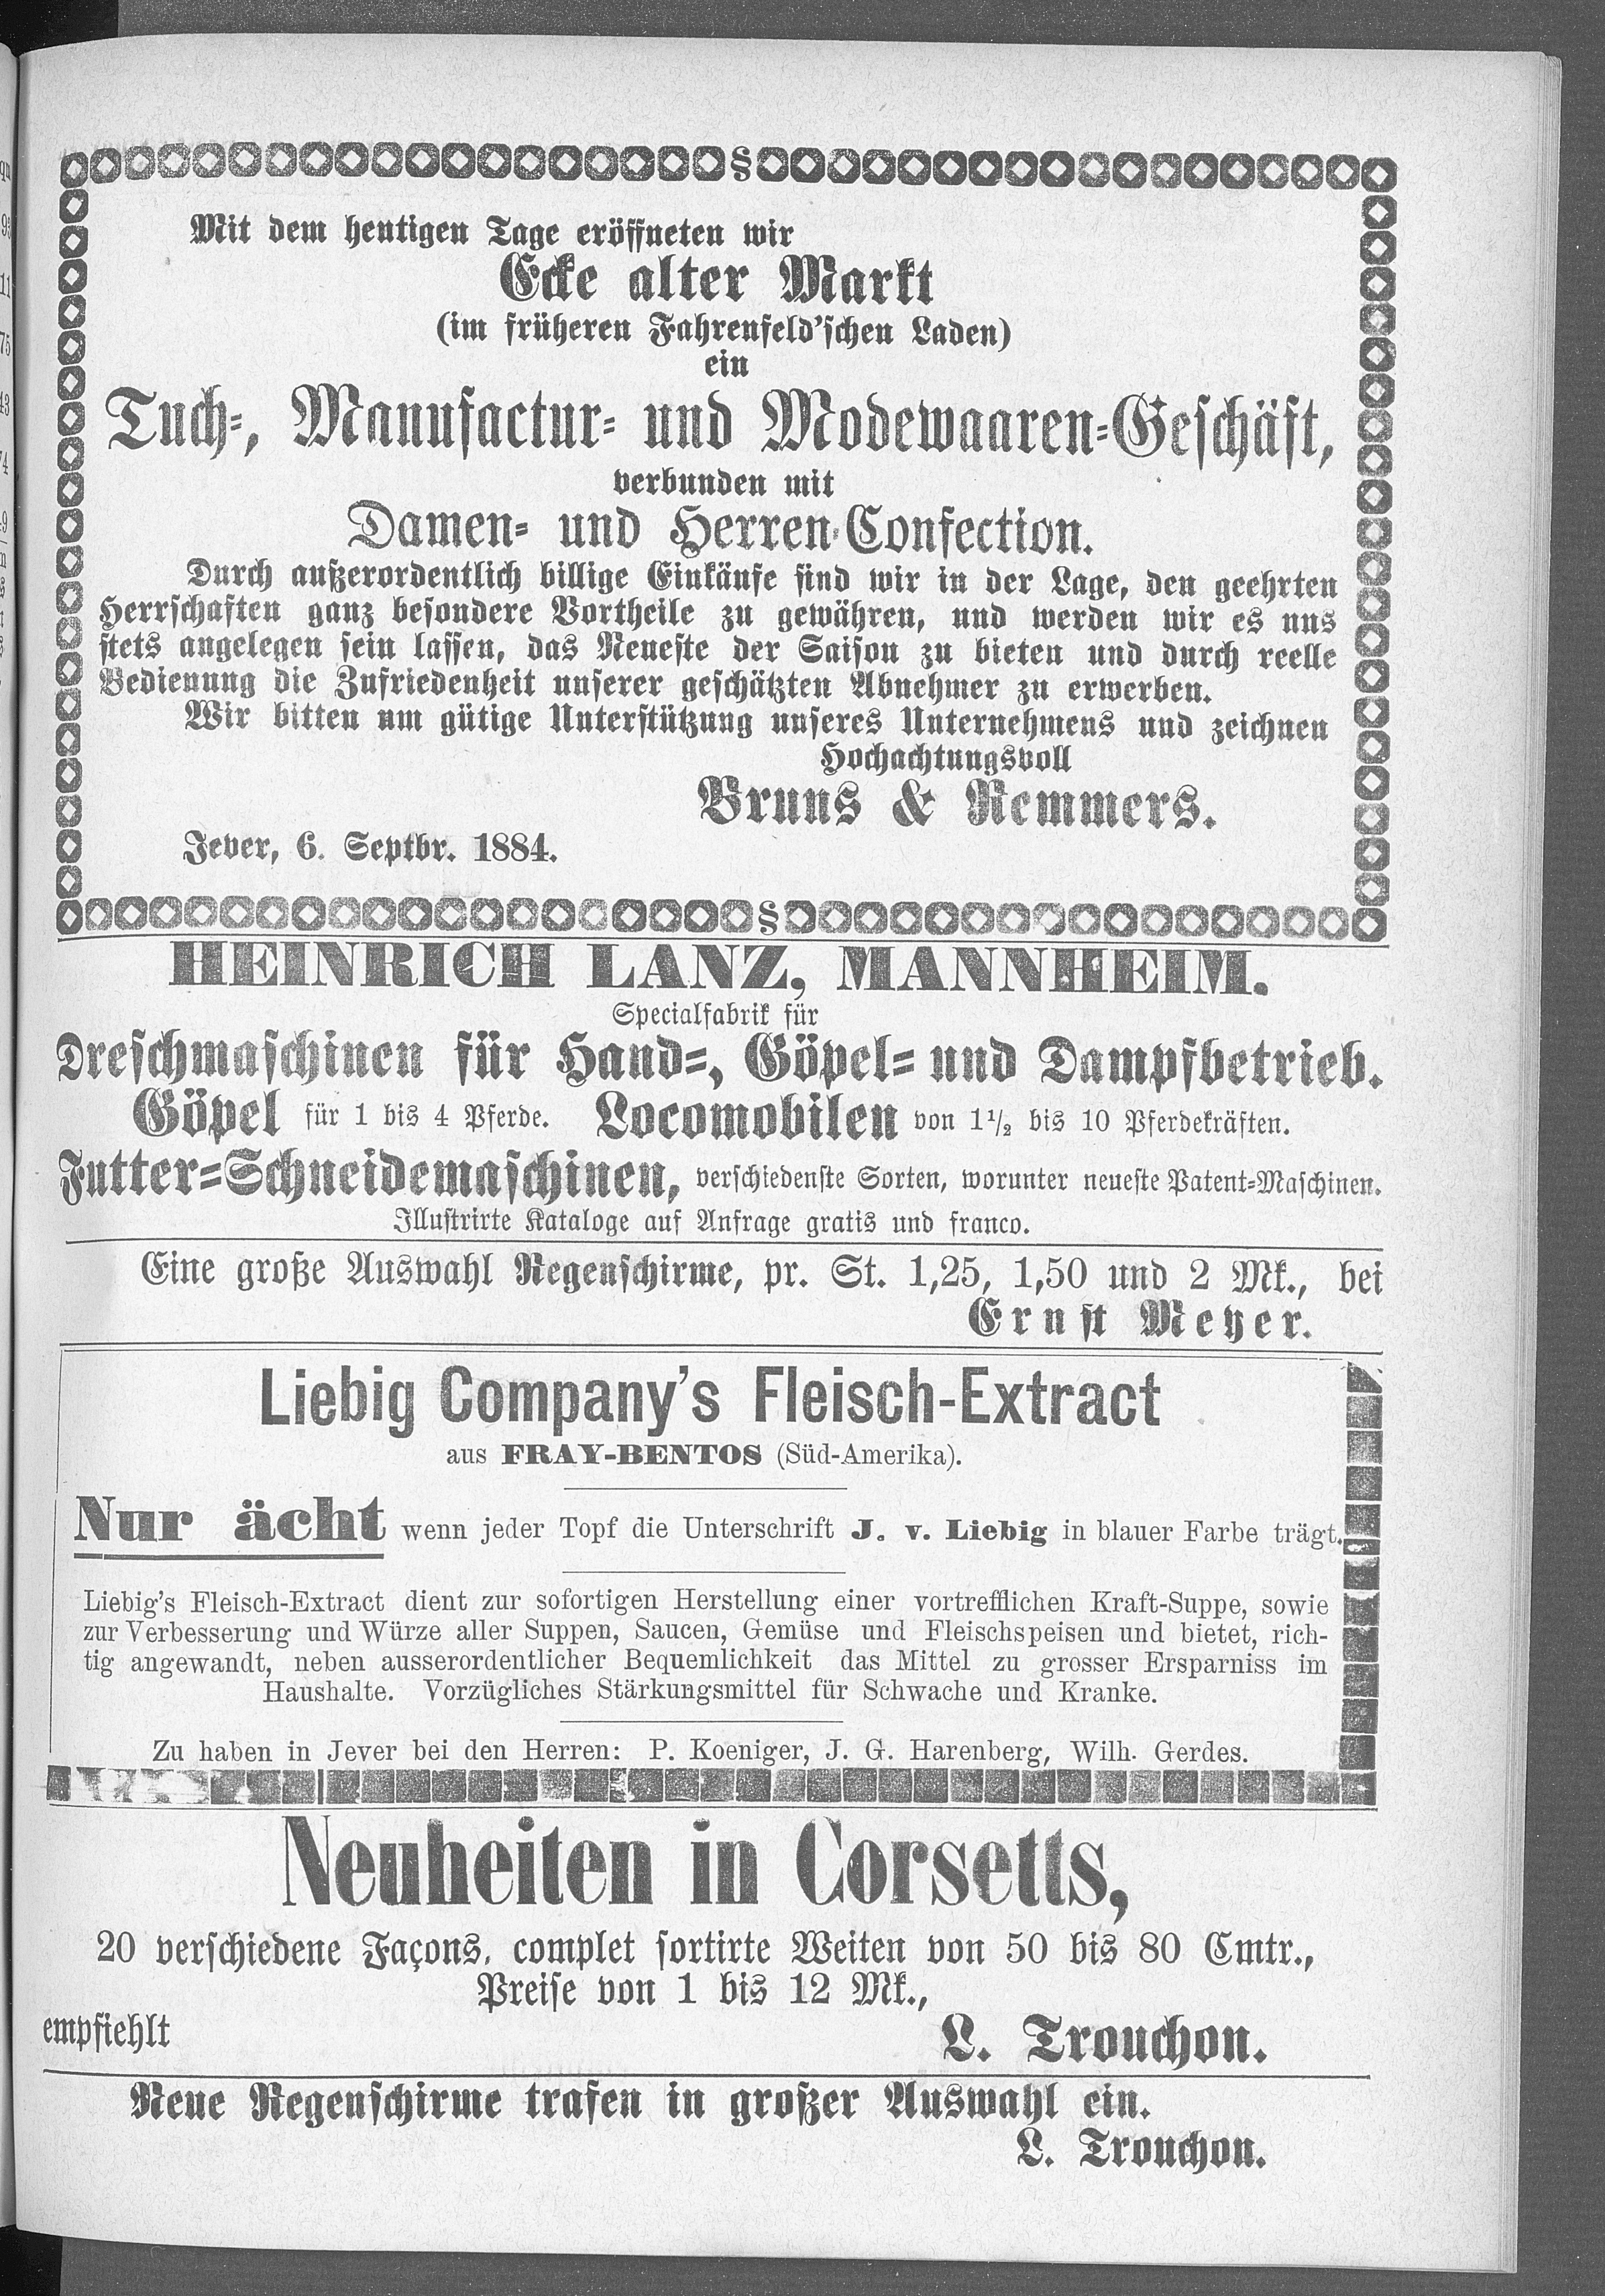 Mit dem heutigen Tage eröffneten wir
Ecke alter Markt
(im früheren Fahrenfeld'schen Laden)
ein
Tuch-, Manufactur- und Modewaaren-Geschäft,
verbunden mit
Damen- und Herren-Confection.
Durch außerordentlich billige Einkäufe sind wir in der Lage, den geehrten
Herrschaften ganz besondere Vortheile zu gewähren, und werden wir es uns
stets angelegen sein lassen, das Neueste der Saison zu bieten und durch reelle
Bedienung die Zufriedenheit unserer geschätzten Abnehmer zu erwerben.
Wir bitten um gütige Unterstützung unseres Unternehmens und zeichnen
Hochachtungsvoll
Bruns & Remmers.
Jever, 6. Septbr. 1884.
HEINRICH LANZ, MANNHEIM.
Specialfabrik für
Dreschmaschinen für Hand-, Göpel- und Dampfbetrieb.
Göpel für 1 bis 4 Pferde. Locomobilen von 1½ bis 10 Pferdekräften.
Futter-Schneidemaschinen, verschiedenste Sorten, worunter neueste Patent-Maschinen.
Illustrirte Kataloge auf Anfrage gratis und franco.
Eine große Auswahl Regenschirme, pr. St. 1,25, 1,50 und 2 Mk., bei
Ernst Meyer.
Liebig Company's Fleisch-Extract
aus FRAY-BENTOS (Süd-Amerika).
Nur ächt wenn jeder Topf die Unterschrift J. v. Liebig in blauer Farbe trägt.
Liebig's Fleisch-Extract dient zur sofortigen Herstellung einer vortrefflichen Kraft-Suppe, sowie
zur Verbesserung und Würze aller Suppen, Saucen, Gemüse und Fleischspeisen und bietet, rich-
tig angewandt, neben ausserordentlicher Bequemlichkeit das Mittel zu grosser Ersparniss im
Haushalte. Vorzügliches Stärkungsmittel für Schwache und Kranke.
Zu haben in Jever bei den Herren: P. Koeniger, J. G. Harenberg, Wilh. Gerdes.
Neuheiten in Corsetts,
20 verschiedene Façons, complet sortirte Weiten von 50 bis 80 Cmtr.,
Preise von 1 bis 12 Mk.,
empfiehlt L. Trouchon.
Neue Regenschirme trafen in großer Auswahl ein.
L. Trouchon.